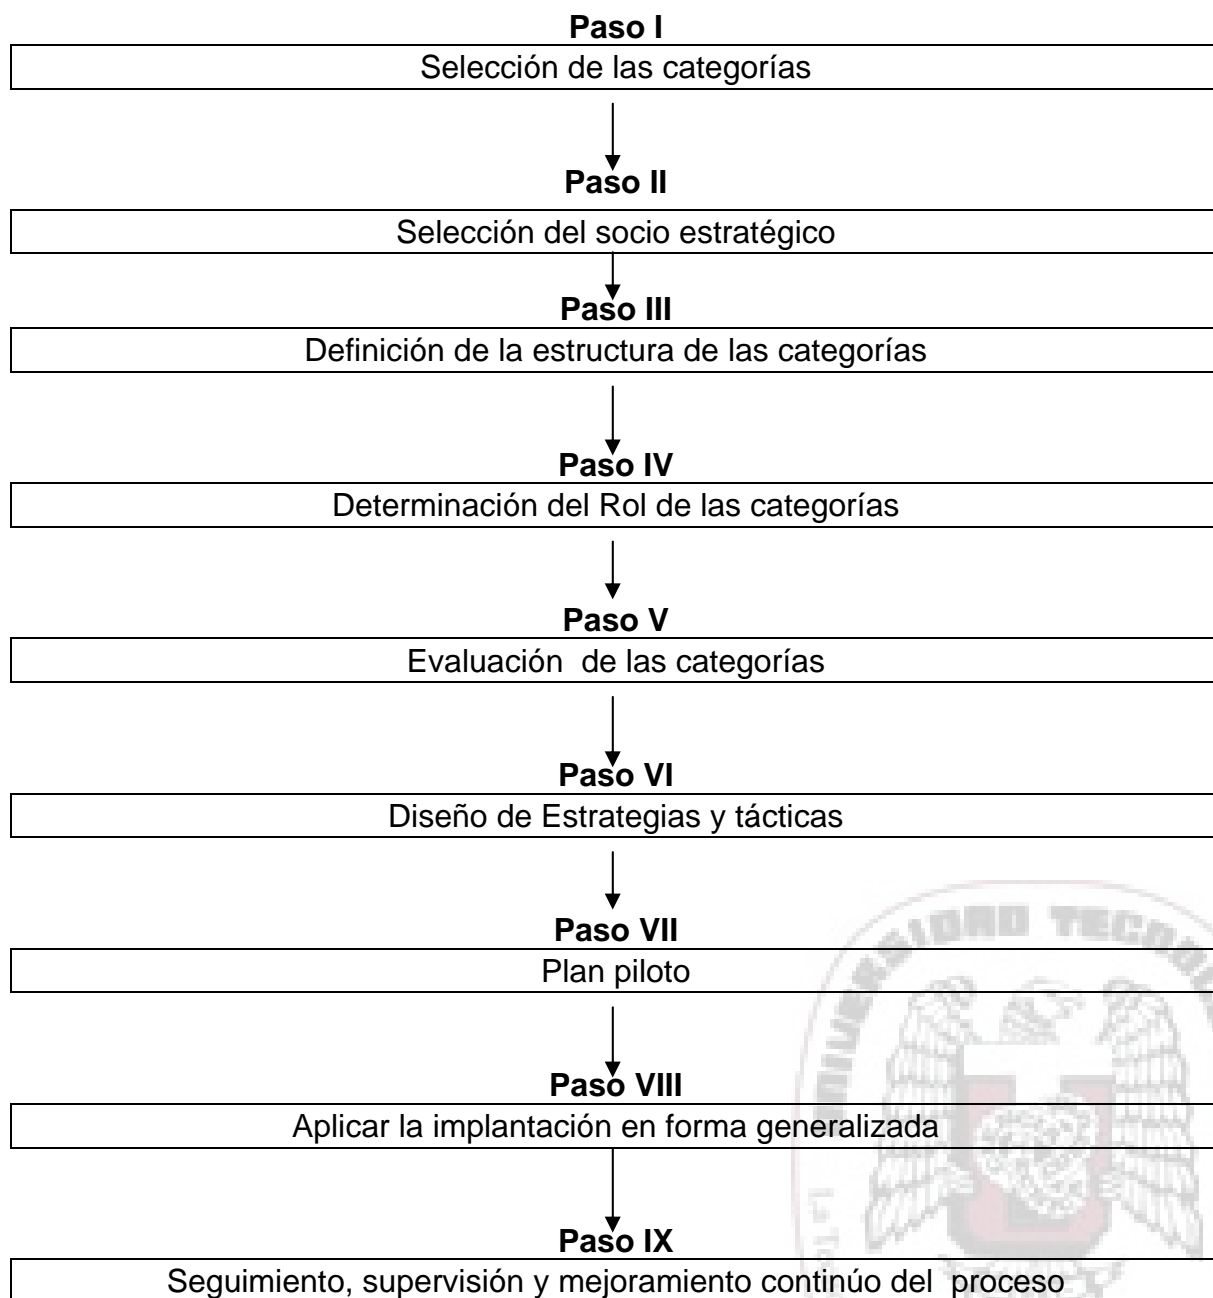 Paso I
Selección de las categorías
Paso II
Selección del socio estratégico
Paso III
Definición de la estructura de las categorías
Paso IV
Determinación del Rol de las categorías
Paso V
Evaluación  de las categorías
Paso VI
Diseño de Estrategias y tácticas
Paso VII
Plan piloto
Paso VIII
Aplicar la implantación en forma generalizada
Paso IX
Seguimiento, supervisión y mejoramiento continúo del  proceso